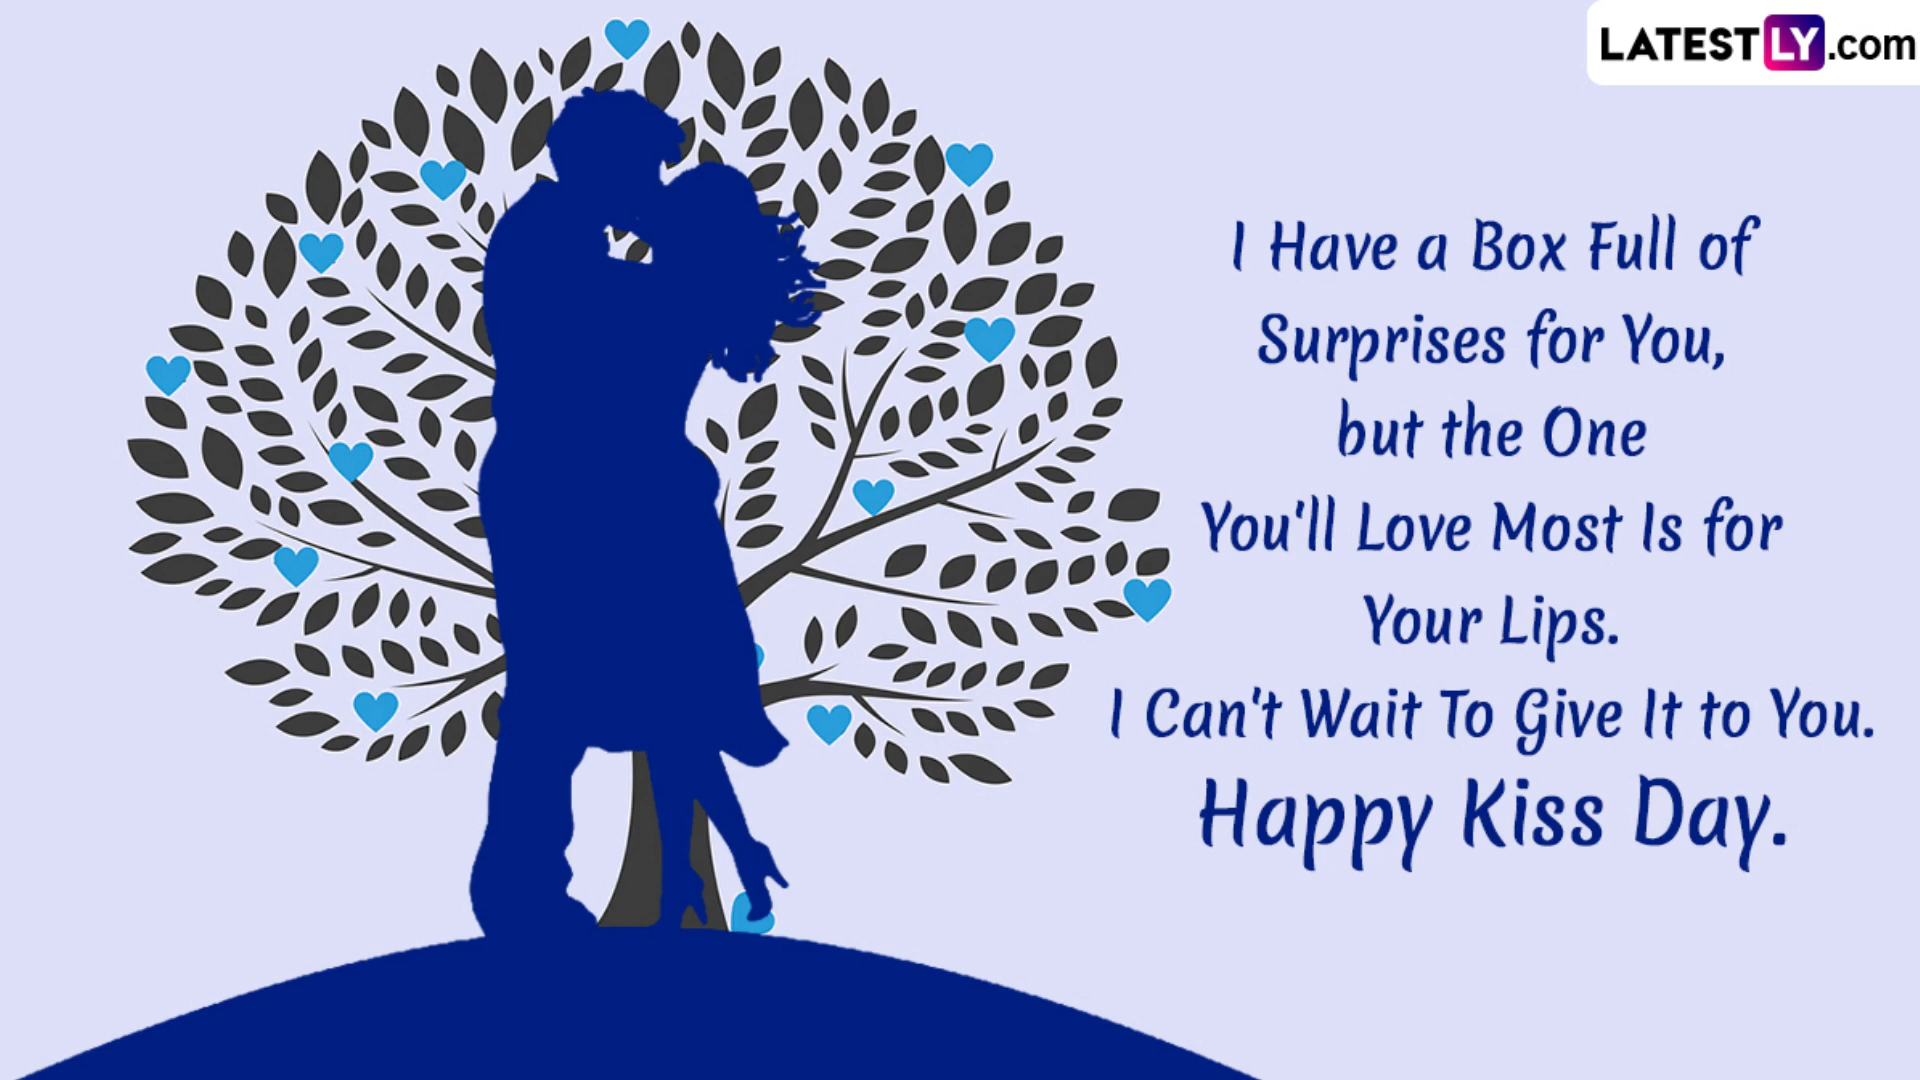 LATESTLY.com
I Have a Box Full of
Surprises for You,
but the One
You'll Love Most Is for
Your Lips.
I Can't Wait To Give It to You.
Happy Kiss Day.